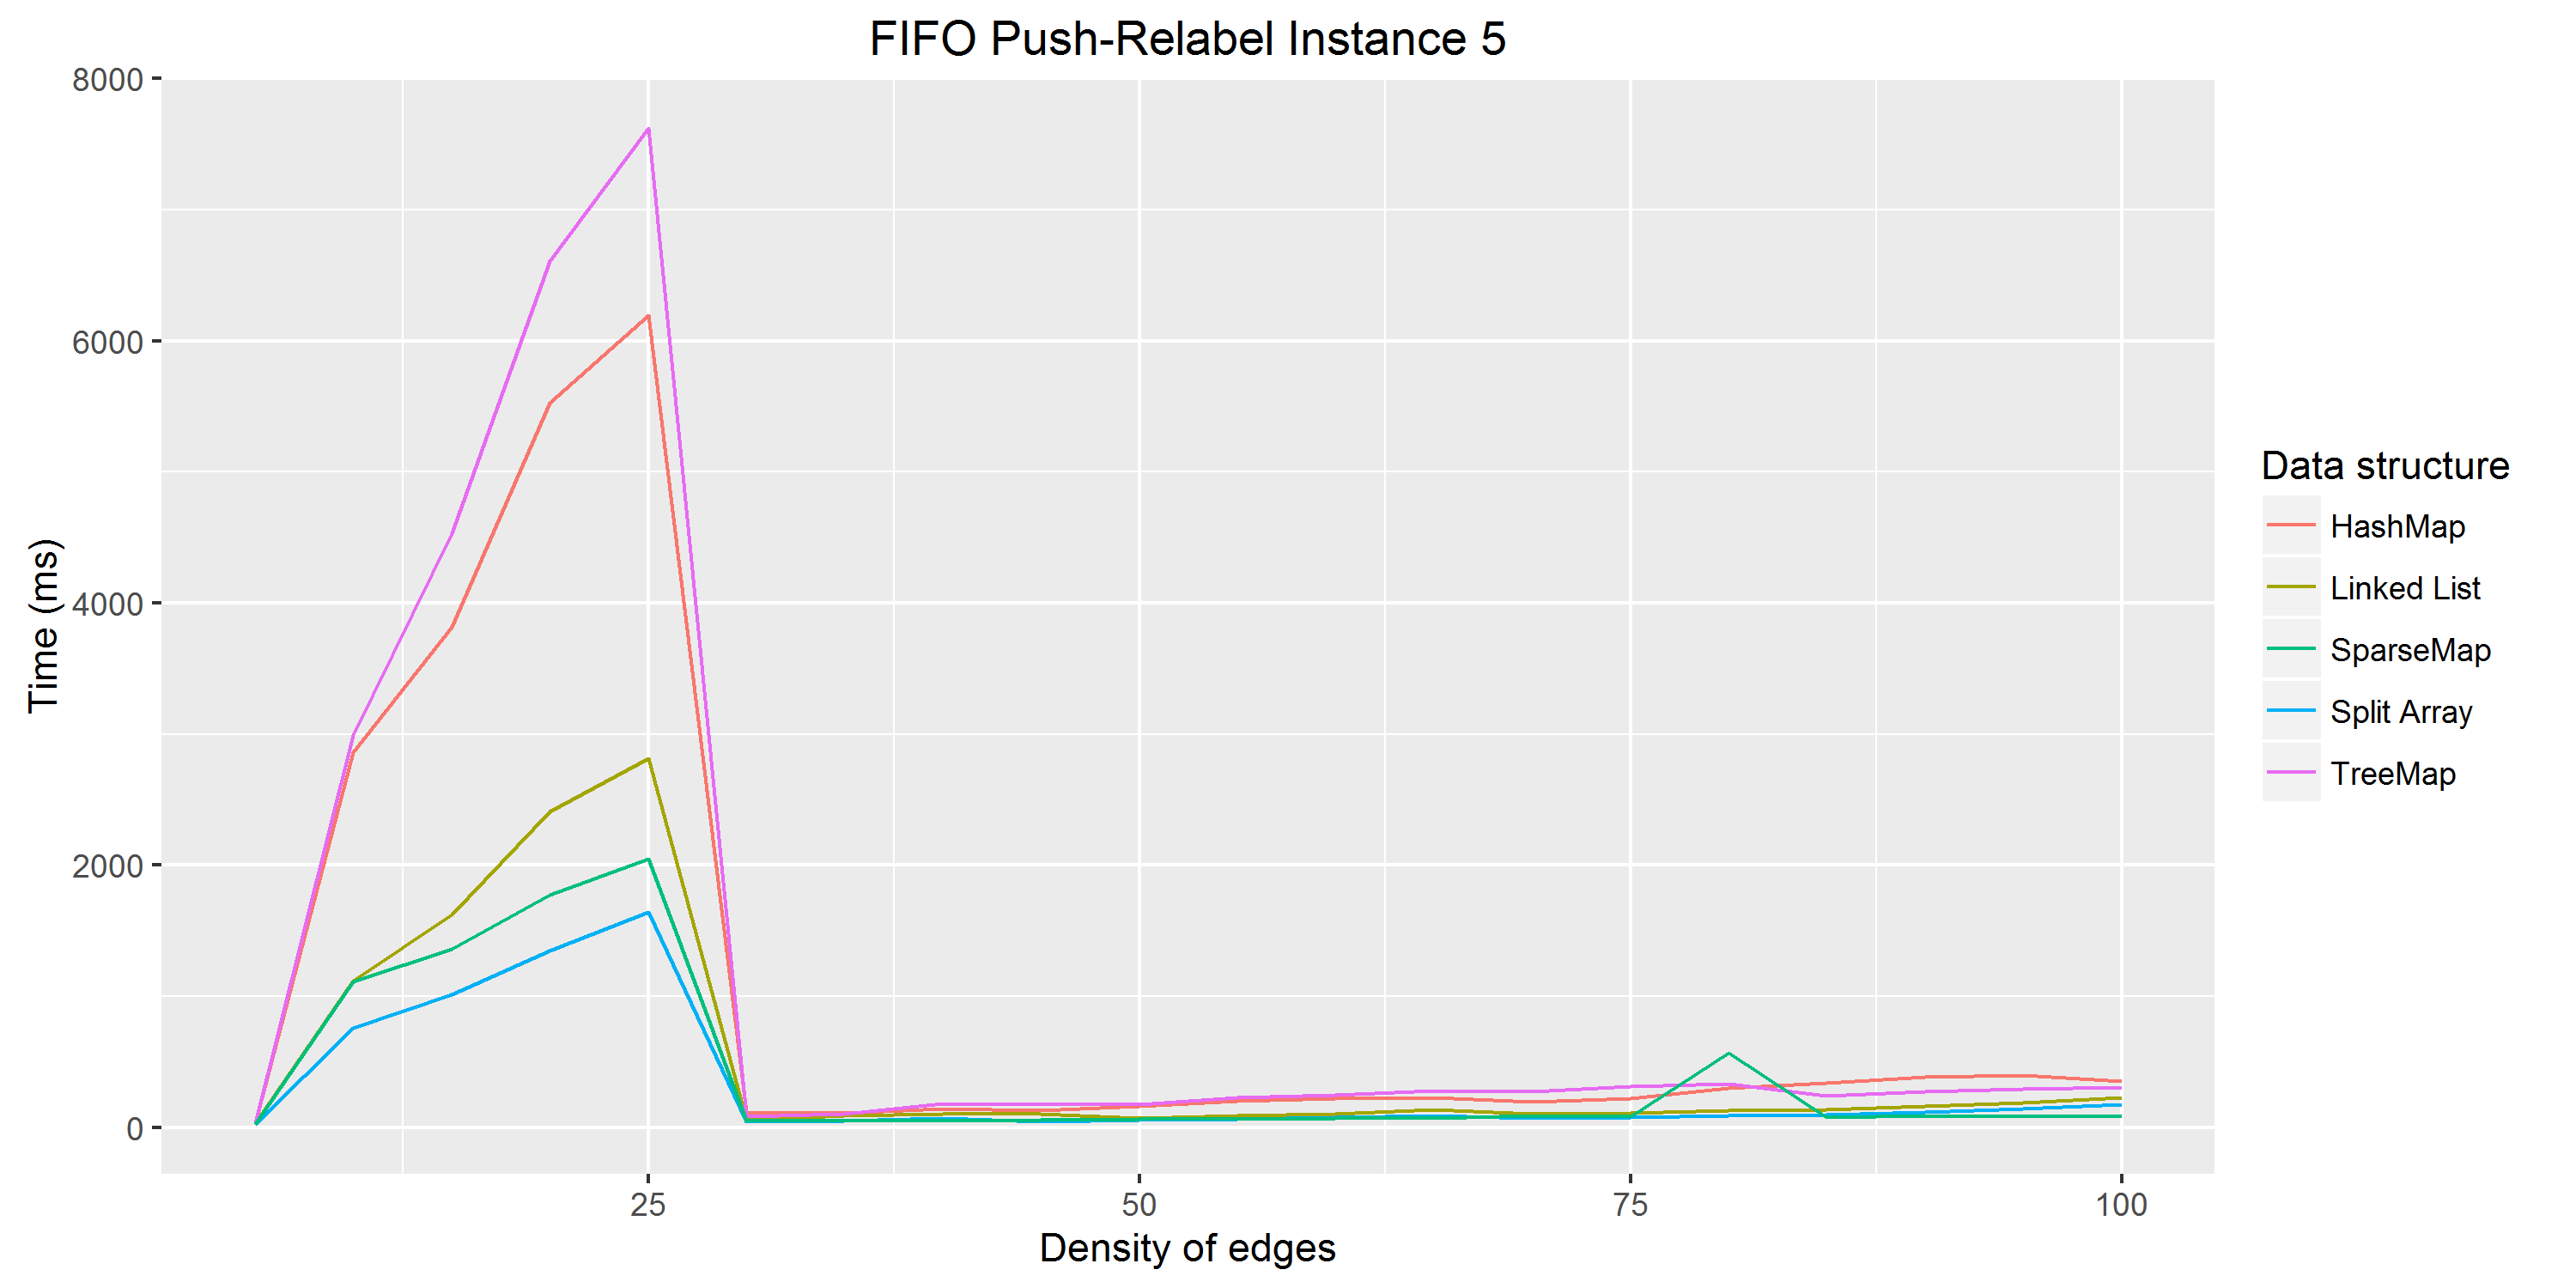 FIFO Push-Relabel Instance 5
8000
6000
4000
2000
0
Time (ms)
25
50
75
100
Density of edges
Data structure
HashMap
Linked List
SparseMap
Split Array
TreeMap